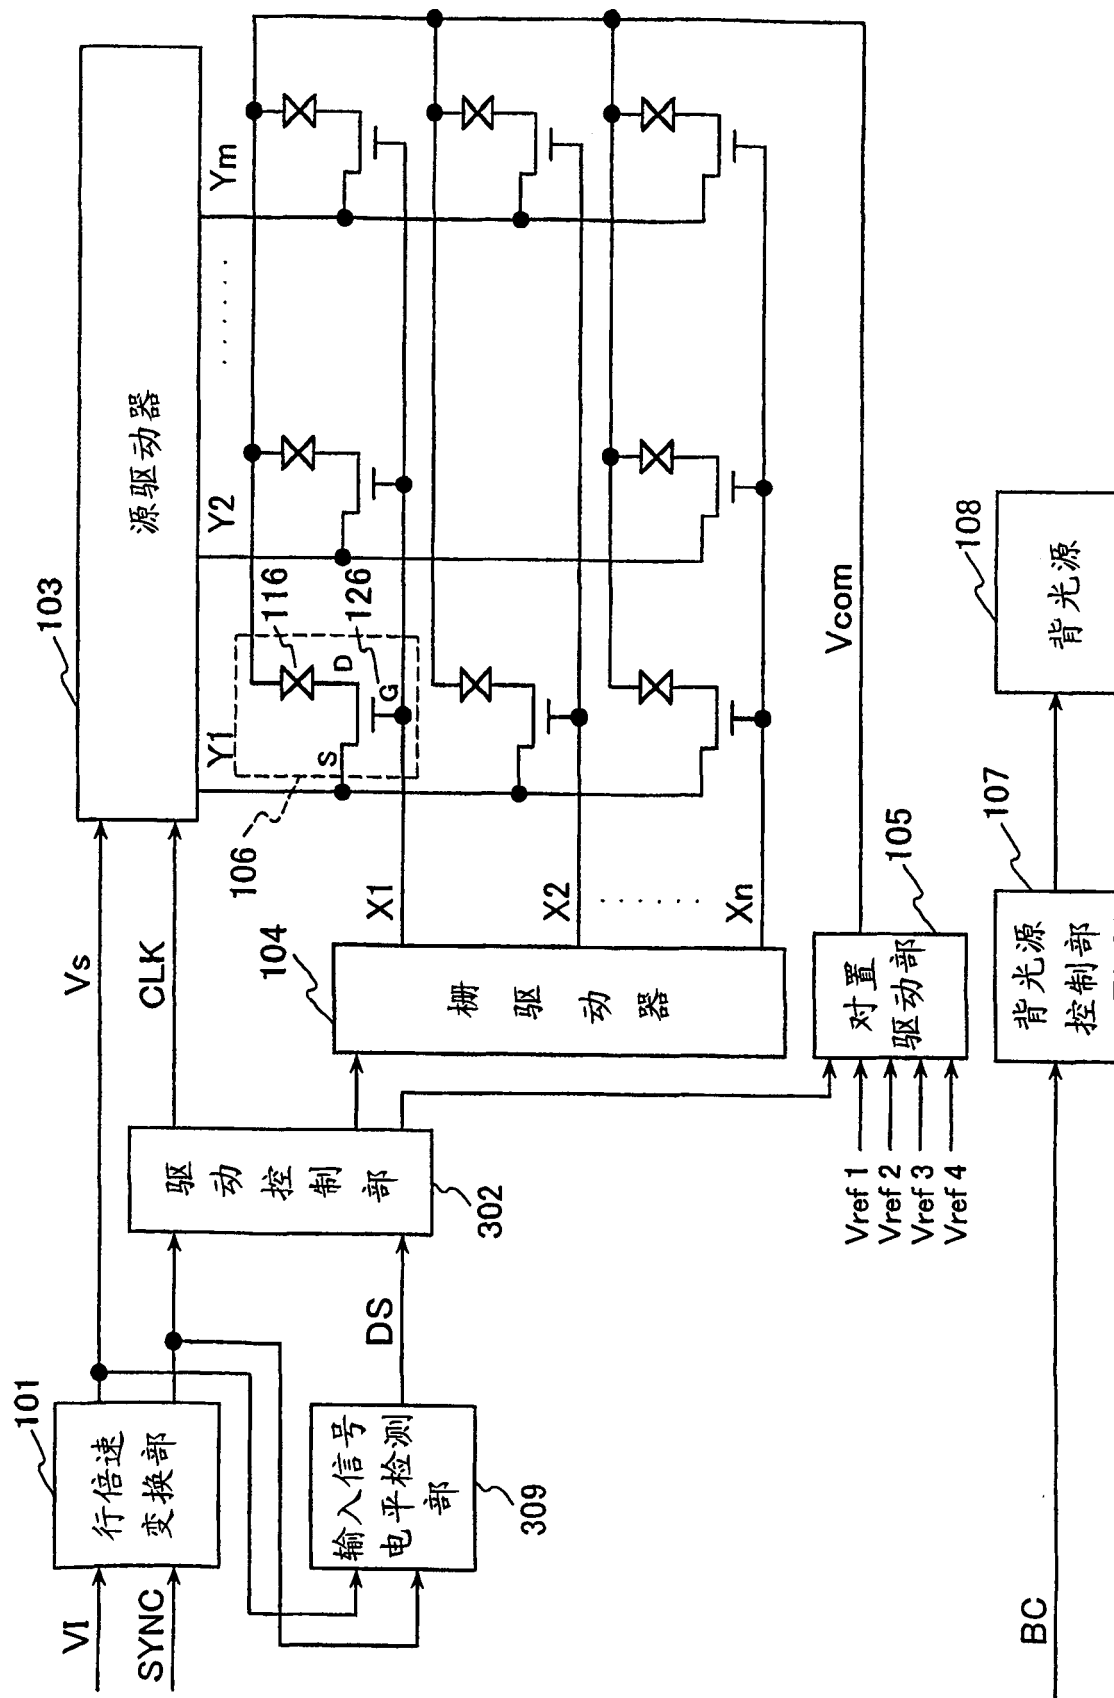 VI
SYNC
101
行倍速
变换部
输入信号
电平检测
部
309
DS
Vs
CLK
驱动控制部
302
103
源驱动器
104
栅驱动器
106
116
126
S
D
G
Y1
Y2
. . . . . .
Ym
X1
X2
. . . . . .
Xn
Vref 1
Vref 2
Vref 3
Vref 4
对置
驱动部
105
Vcom
BC
背光源
控制部
107
背光源
108